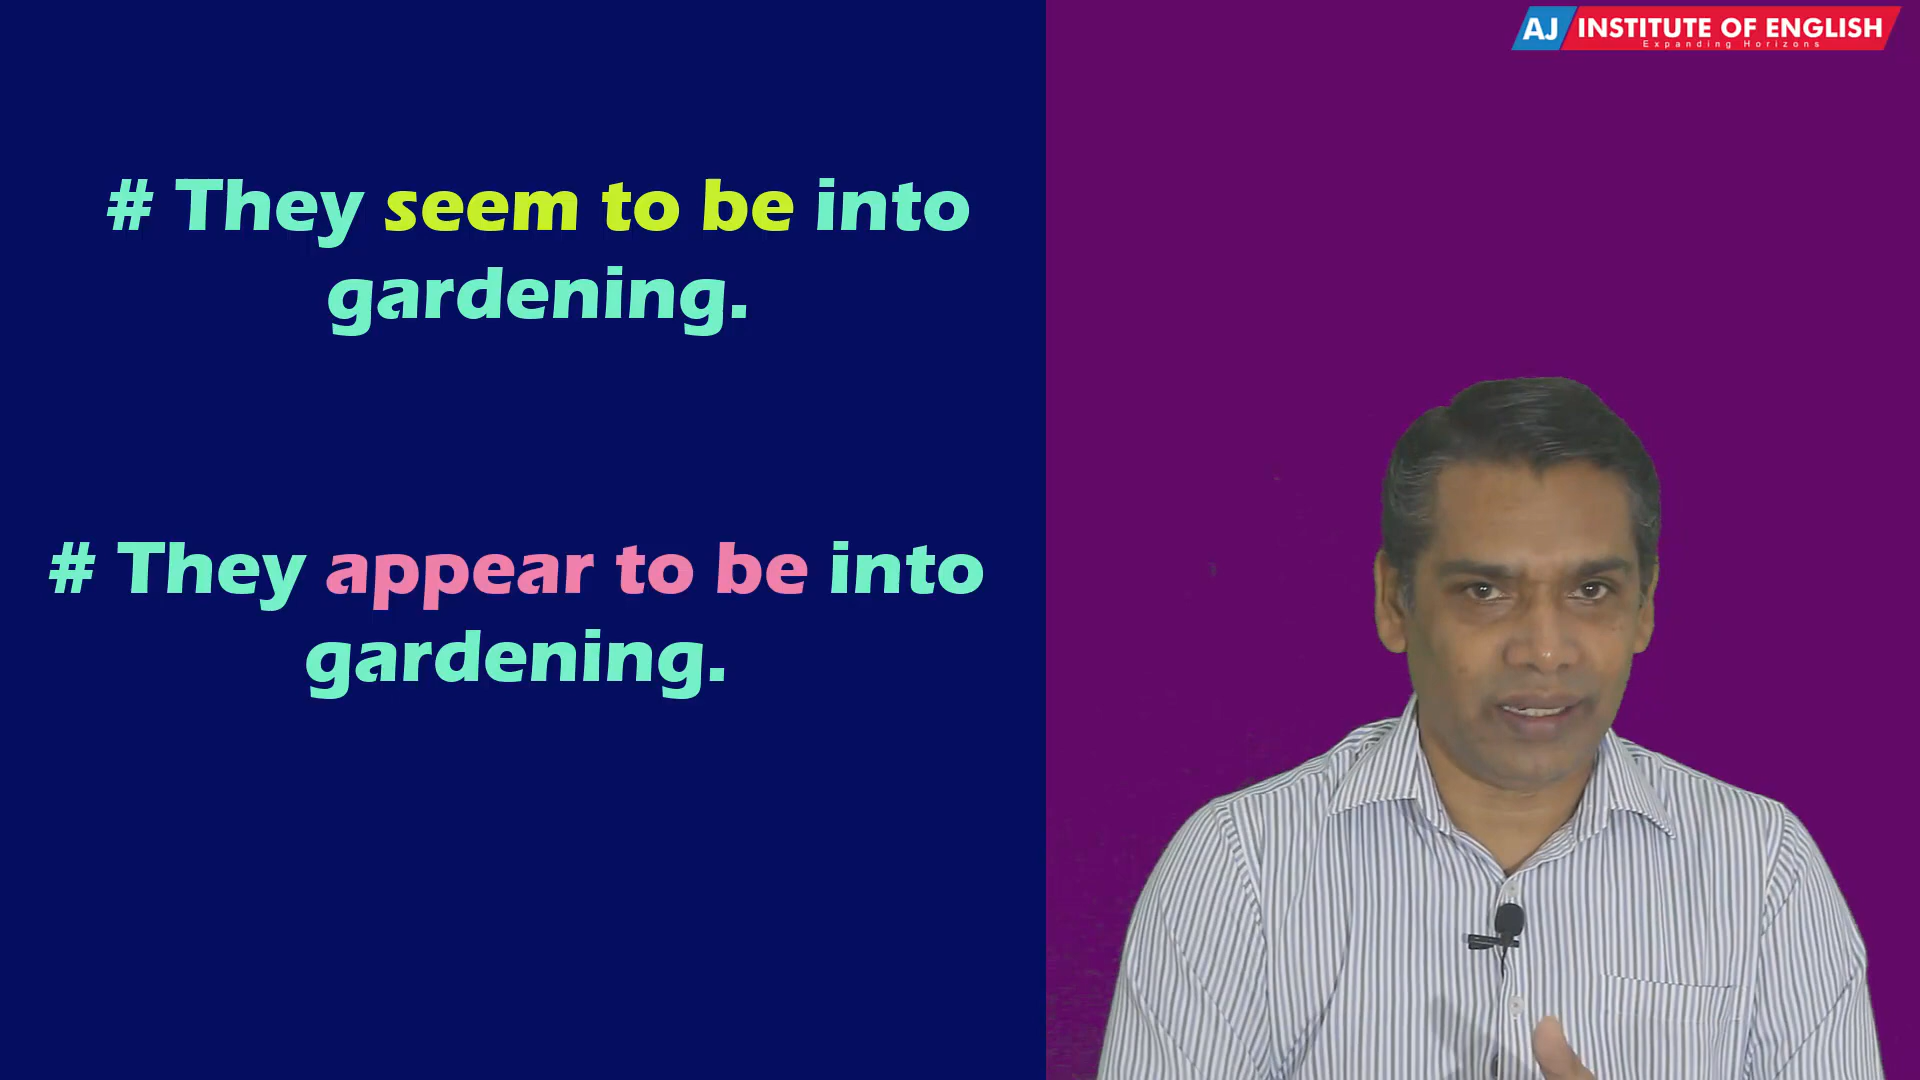 AJ INSTITUTE OF ENGLISH
Expanding Horizons
# They seem to be into
gardening.
# They appear to be into
gardening.